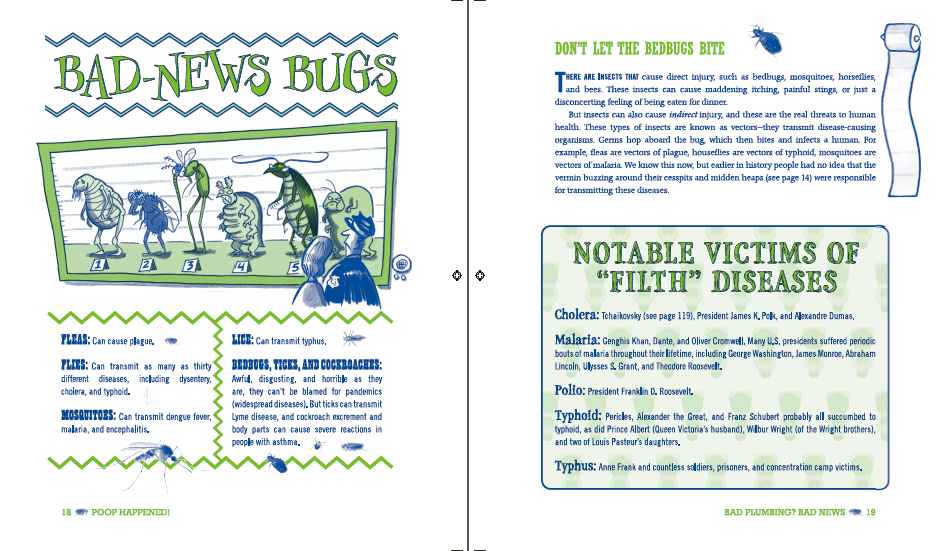 BAD-NEWS BUGS
1 2 3 4 5
FLEAS: Can cause plague.
FLIES: Can transmit as many as thirty
different diseases, including dysentery,
cholera, and typhoid.
MOSQUITOES: Can transmit dengue fever,
malaria, and encephalitis.
LICE: Can transmit typhus.
BEDBUGS, TICKS, AND COCKROACHES:
Awful, disgusting, and horrible as they
are, they can't be blamed for pandemics
(widespread diseases). But ticks can transmit
Lyme disease, and cockroach excrement and
body parts can cause severe reactions in
people with asthma.
18 POOP HAPPENED!
DON'T LET THE BEDBUGS BITE
THERE ARE INSECTS THAT cause direct injury, such as bedbugs, mosquitoes, horseflies,
and bees. These insects can cause maddening itching, painful stings, or just a
disconcerting feeling of being eaten for dinner.
But insects can also cause indirect injury, and these are the real threats to human
health. These types of insects are known as vectors—they transmit disease-causing
organisms. Germs hop aboard the bug, which then bites and infects a human. For
example, fleas are vectors of plague, houseflies are vectors of typhoid, mosquitoes are
vectors of malaria. We know this now, but earlier in history people had no idea that the
vermin buzzing around their cesspits and midden heaps (see page 14) were responsible
for transmitting these diseases.
NOTABLE VICTIMS OF
"FILTH" DISEASES
Cholera: Tchaikovsky (see page 119), President James K. Polk, and Alexandre Dumas.
Malaria: Genghis Khan, Dante, and Oliver Cromwell. Many U.S. presidents suffered periodic
bouts of malaria throughout their lifetime, including George Washington, James Monroe, Abraham
Lincoln, Ulysses S. Grant, and Theodore Roosevelt.
Polio: President Franklin D. Roosevelt.
Typhoid: Pericles, Alexander the Great, and Franz Schubert probably all succumbed to
typhoid, as did Prince Albert (Queen Victoria's husband), Wilbur Wright (of the Wright brothers),
and two of Louis Pasteur's daughters.
Typhus: Anne Frank and countless soldiers, prisoners, and concentration camp victims.
BAD PLUMBING? BAD NEWS 19